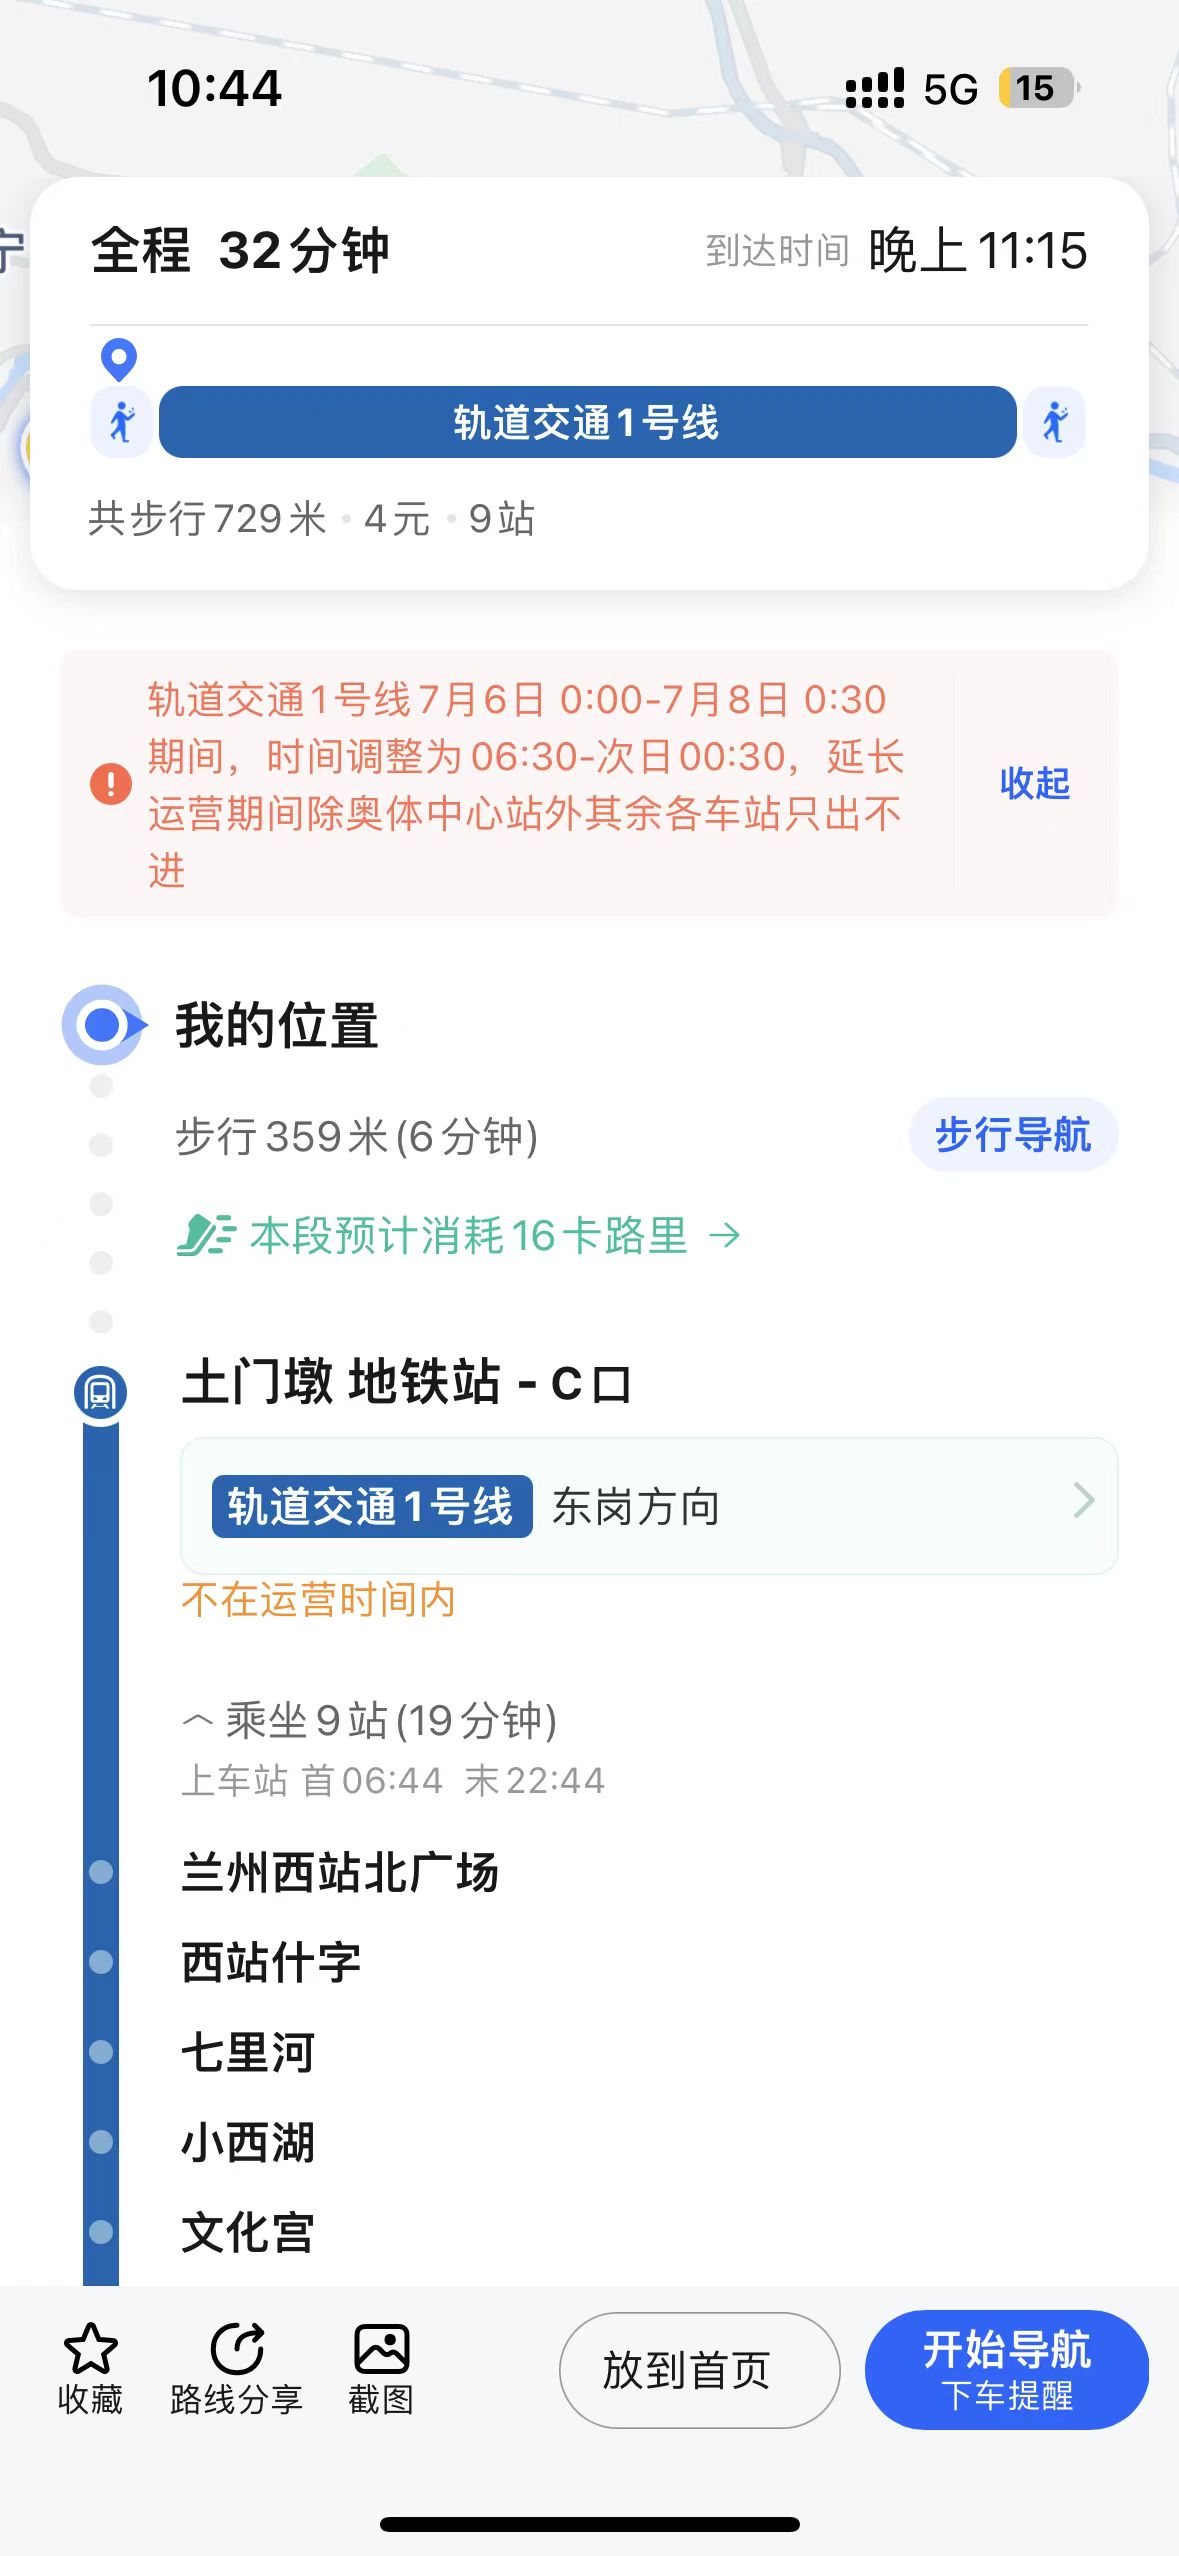 10:44
5G 15
宁
全程 32分钟
到达时间 晚上11:15
轨道交通1号线
共步行729米 · 4元 · 9站
轨道交通1号线7月6日 0:00-7月8日 0:30
期间，时间调整为06:30-次日00:30，延长
运营期间除奥体中心站外其余各车站只出不
进
收起
我的位置
步行359米(6分钟)
步行导航
本段预计消耗16卡路里 →
土门墩 地铁站 - C口
轨道交通1号线 东岗方向
不在运营时间内
乘坐9站(19分钟)
上车站 首06:44 末22:44
兰州西站北广场
西站什字
七里河
小西湖
文化宫
收藏
路线分享
截图
放到首页
开始导航
下车提醒